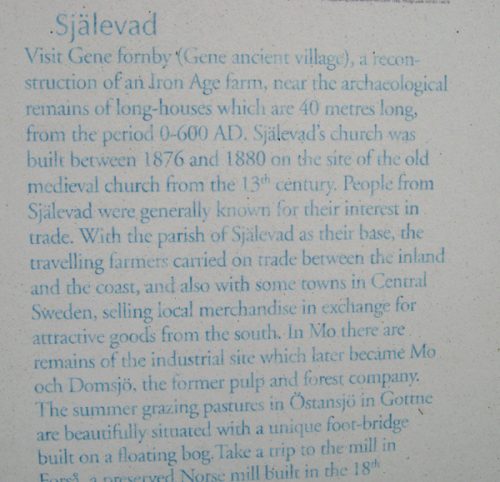 Själevad
Visit Gene fornby (Gene ancient village), a recon-
struction of an Iron Age farm, near the archaeological
remains of long-houses which are 40 metres long,
from the period 0-600 AD. Själevad's church was
built between 1876 and 1880 on the site of the old
medieval church from the 13th century. People from
Själevad were generally known for their interest in
trade. With the parish of Själevad as their base, the
travelling farmers carried on trade between the inland
and the coast, and also with some towns in Central
Sweden, selling local merchandise in exchange for
attractive goods from the south. In Mo there are
remains of the industrial site which later became Mo
och Domsjö, the former pulp and forest company.
The summer grazing pastures in Östansjö in Gottne
are beautifully situated with a unique foot-bridge
built on a floating bog. Take a trip to the mill in
Forså, a preserved Norse mill built in the 18th